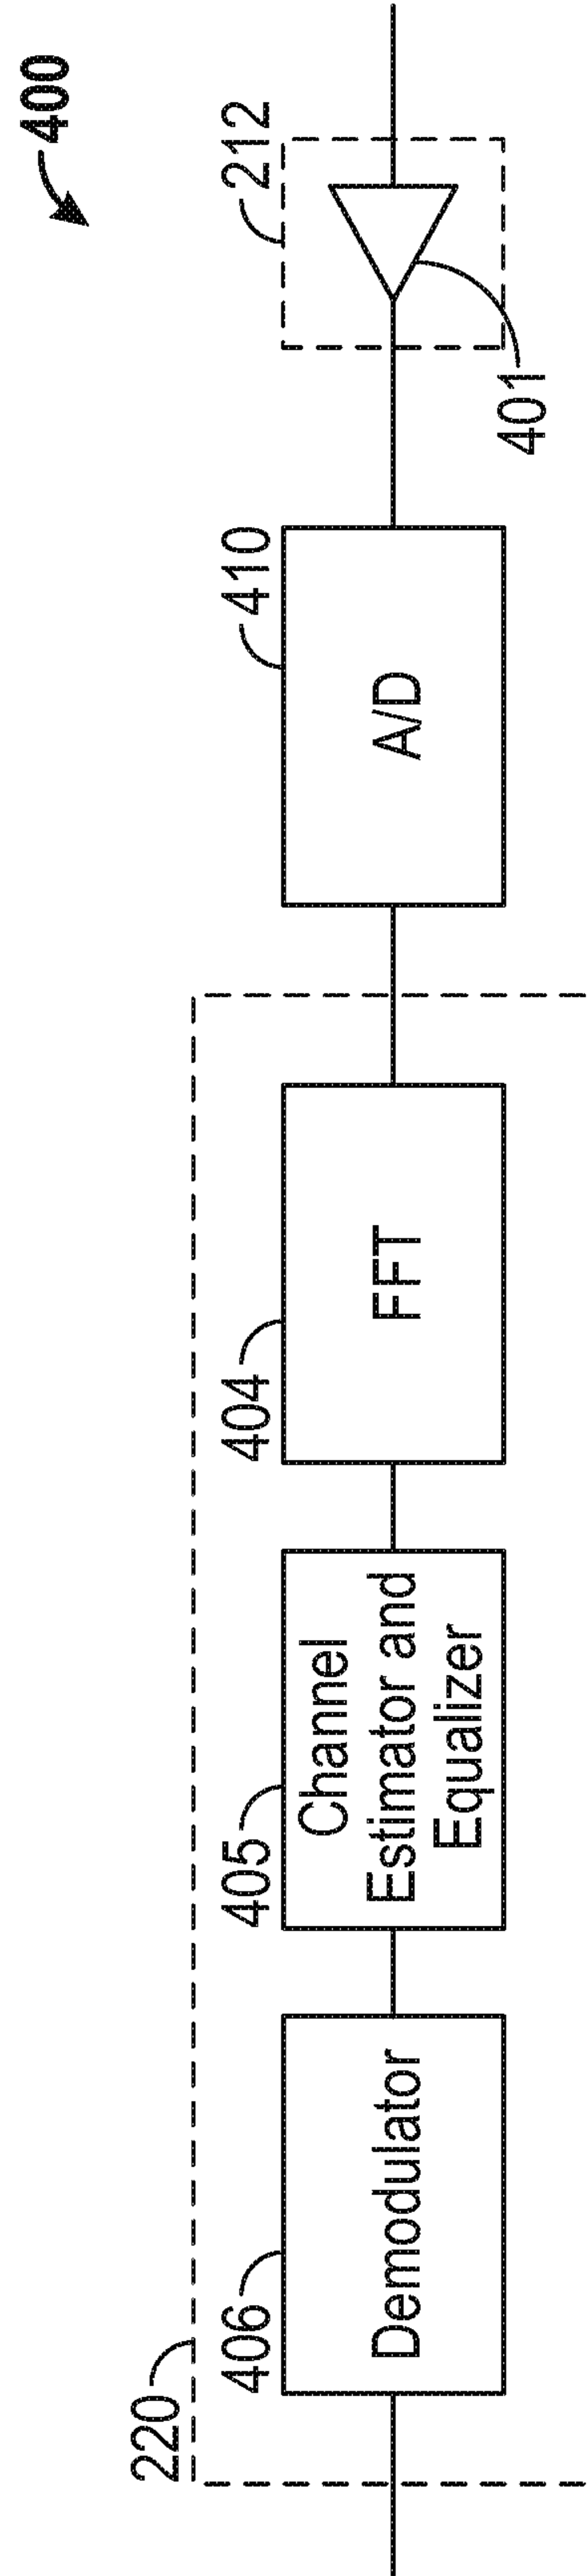 400
220
406
Demodulator
405
Channel
Estimator and
Equalizer
404
FFT
410
A/D
212
401